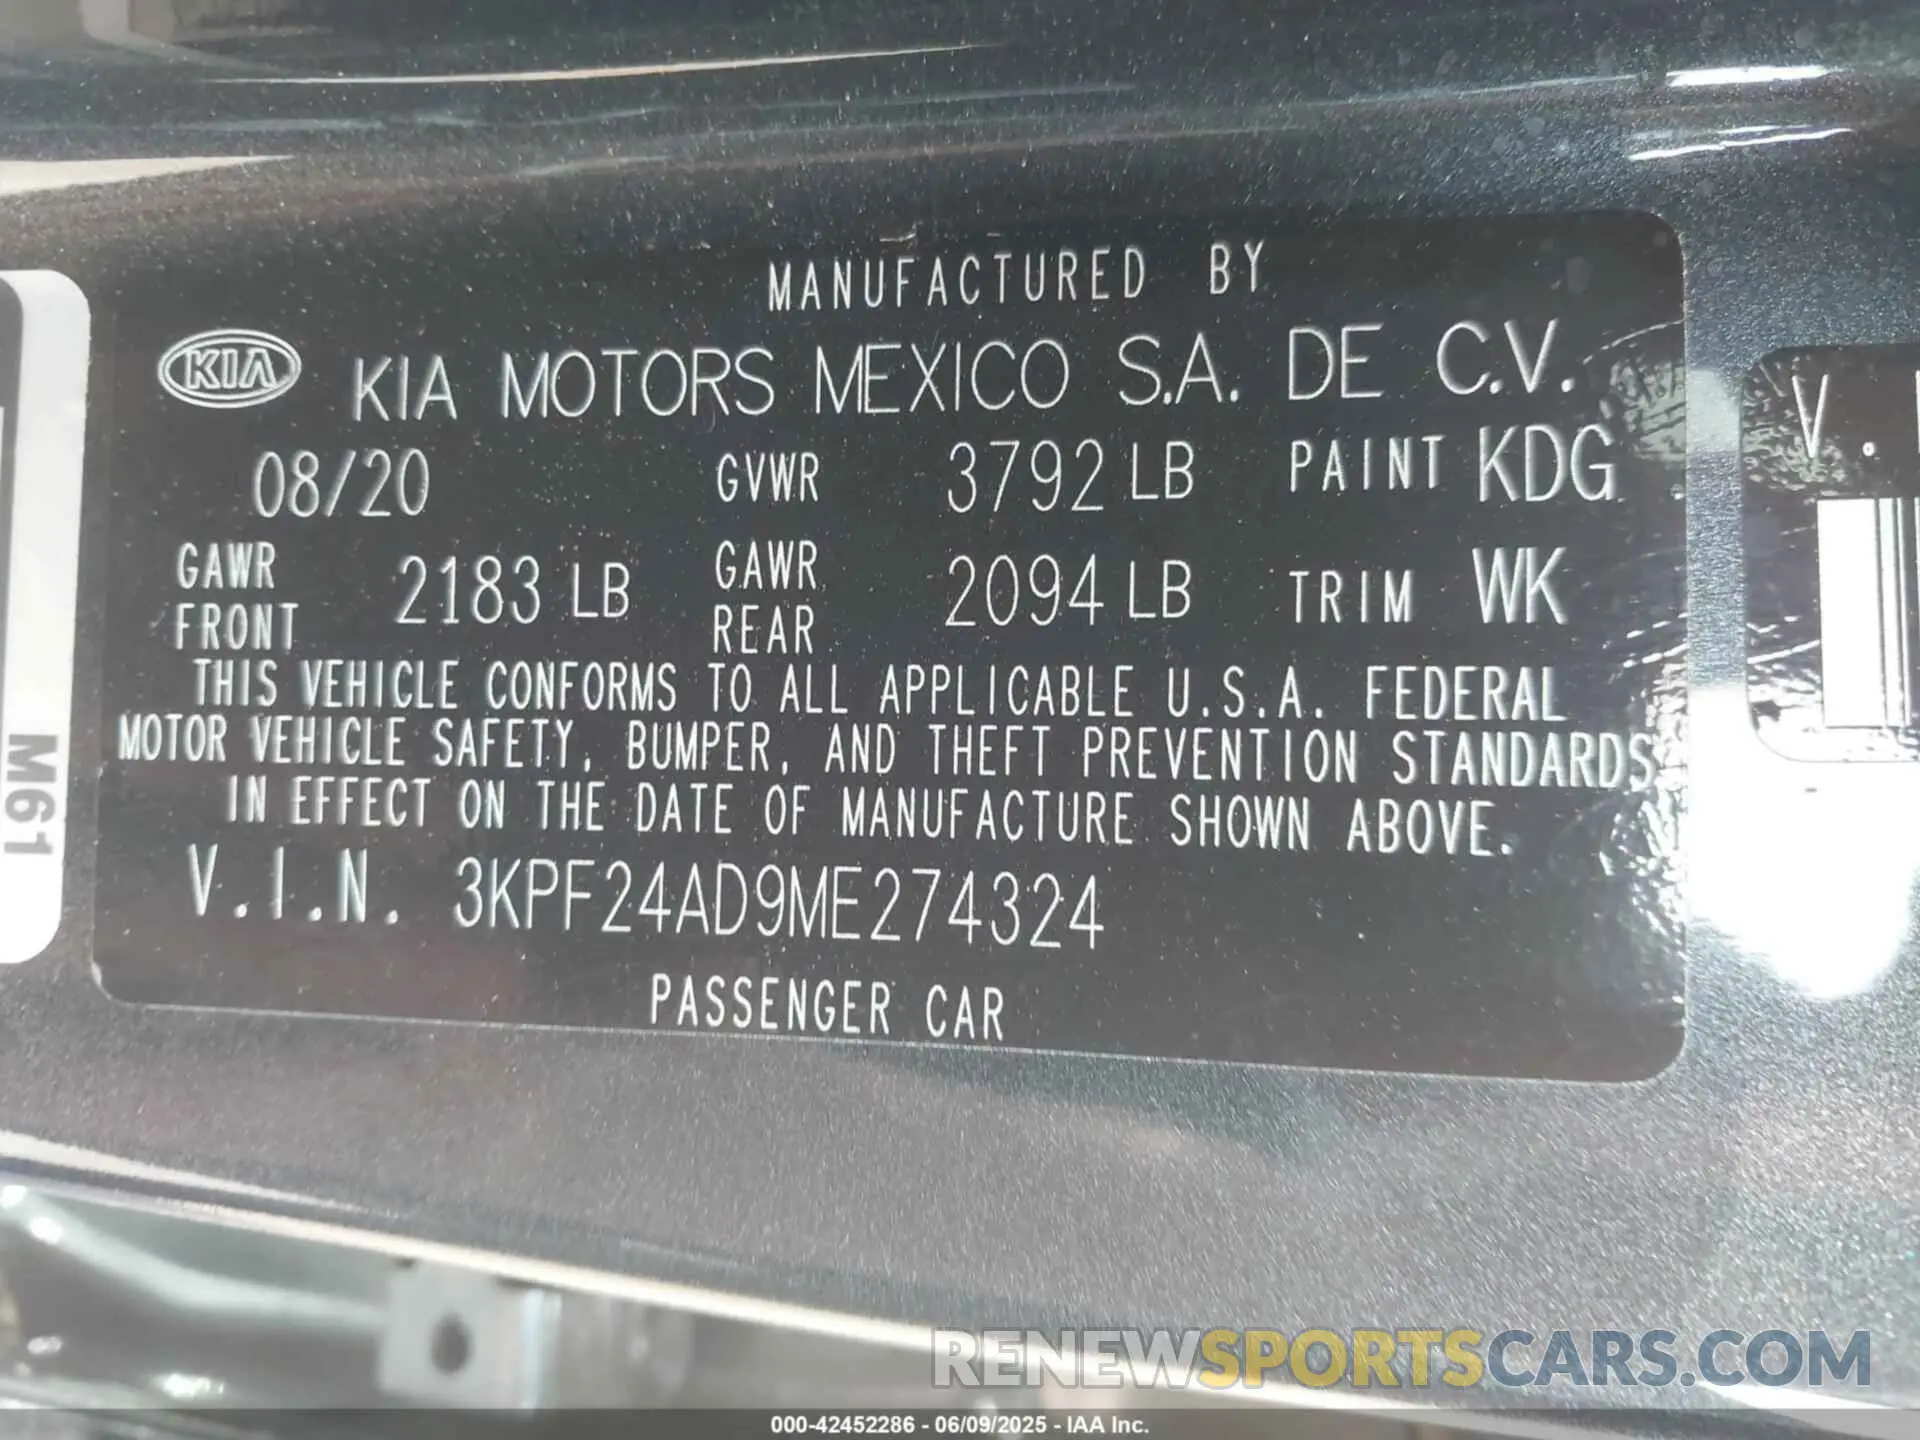 MANUFACTURED BY
KIA KIA MOTORS MEXICO S.A. DE C.V.
08/20 GVWR 3792 LB PAINT KDG
GAWR FRONT 2183 LB GAWR REAR 2094 LB TRIM WK
THIS VEHICLE CONFORMS TO ALL APPLICABLE U.S.A. FEDERAL
MOTOR VEHICLE SAFETY, BUMPER, AND THEFT PREVENTION STANDARDS
IN EFFECT ON THE DATE OF MANUFACTURE SHOWN ABOVE.
V.I.N. 3KPF24AD9ME274324
PASSENGER CAR
M61
V.
RENEWSPORTSCARS.COM
000-42452286 - 06/09/2025 - IAA Inc.